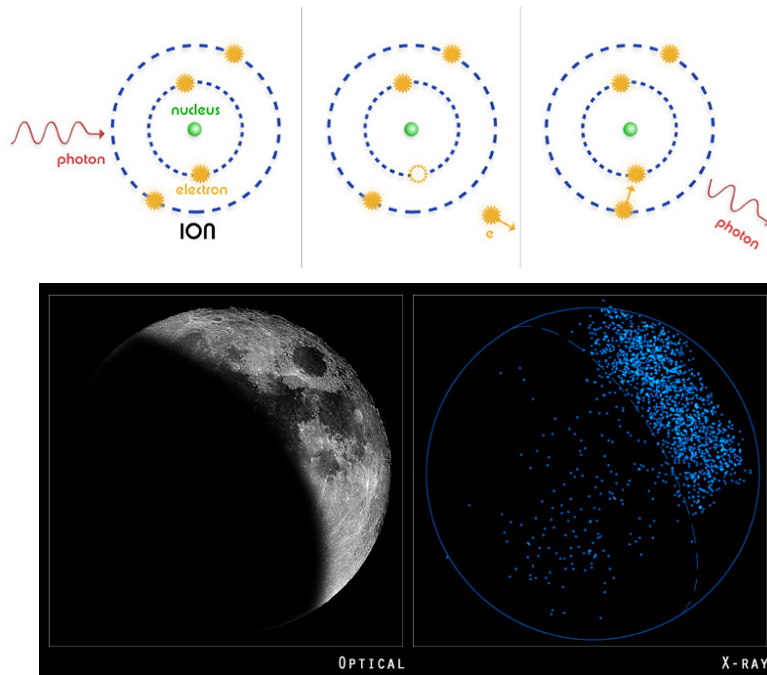 nucleus
photon
electron
ION
e
photon
OPTICAL
X-RAY